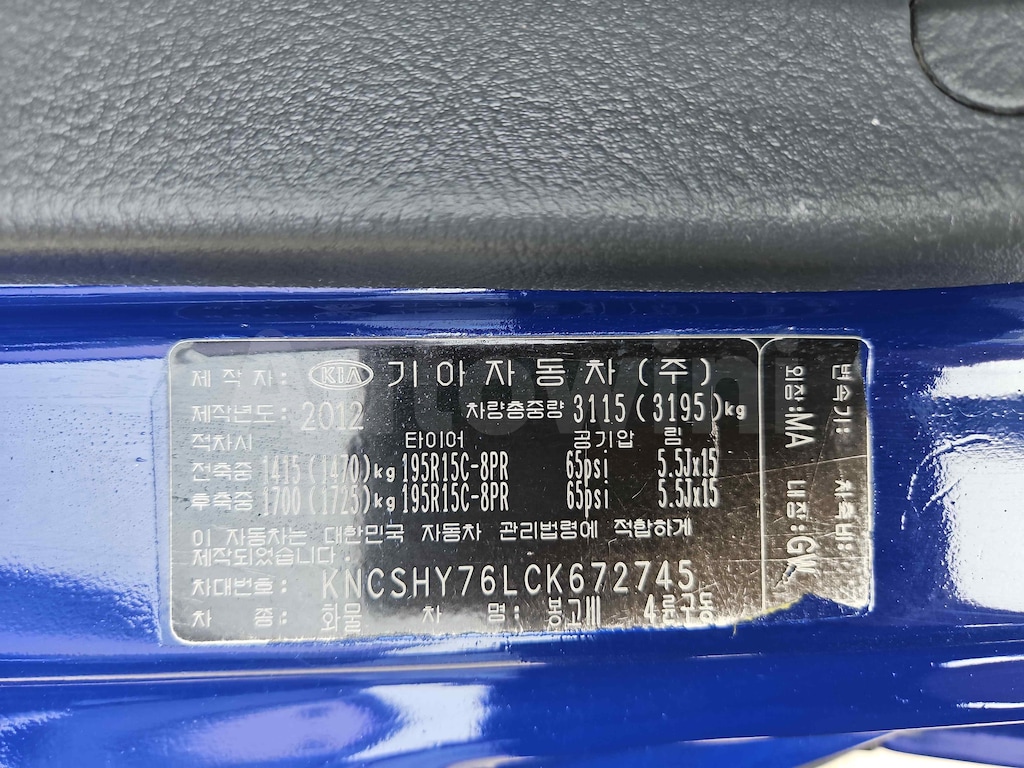 제 작 자 : KIA 기아자동차(주)
제작년도: 2012 차량총중량 3115(3195)kg
적차시 타이어 공기압 림
전축중 1415(1470)kg 195R15C-8PR 65psi 5.5Jx15
후축중 1700(1725)kg 195R15C-8PR 65psi 5.5Jx15
이 자동차는 대한민국 자동차 관리법령에 적합하게
제작되었습니다.
차대번호: KNCSHY76LCK672745
차 종: 화물 차 명: 봉고Ⅲ 4륜구동
변속기: 차축비:
외장:MA 내장:GW